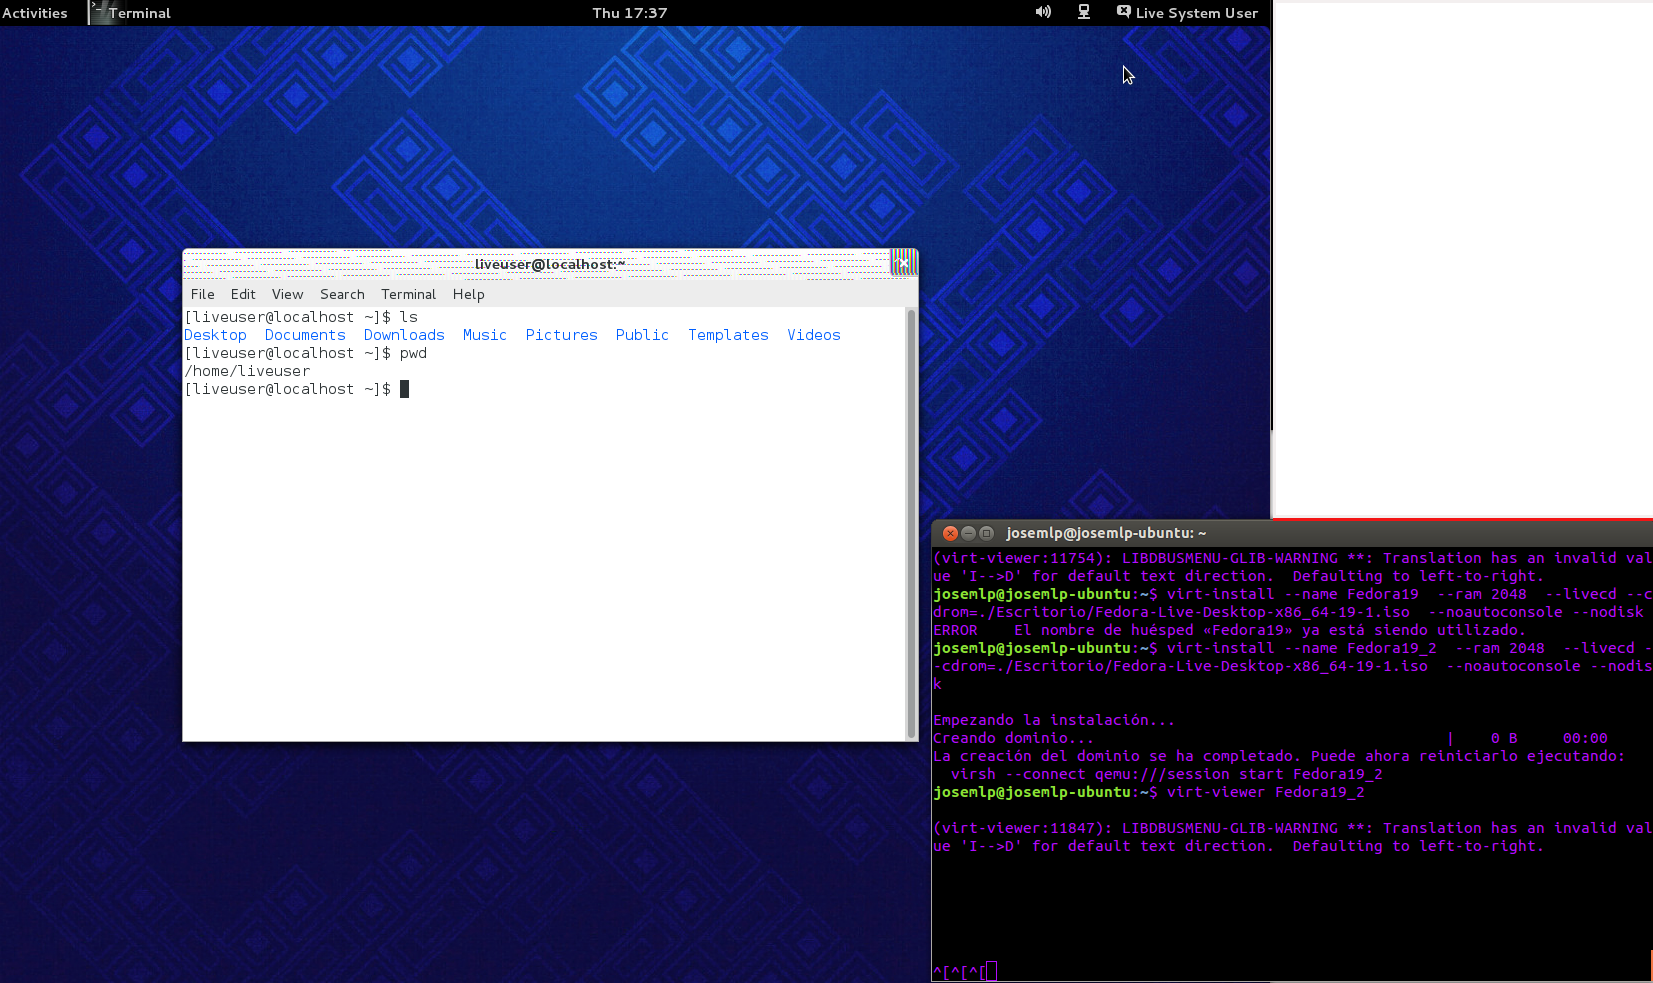 Activities Terminal Thu 17:37 Live System User
liveuser@localhost:~
File Edit View Search Terminal Help
[liveuser@localhost ~]$ ls
Desktop Documents Downloads Music Pictures Public Templates Videos
[liveuser@localhost ~]$ pwd
/home/liveuser
[liveuser@localhost ~]$
josemlp@josemlp-ubuntu: ~
(virt-viewer:11754): LIBDBUSMENU-GLIB-WARNING **: Translation has an invalid val
ue 'I-->D' for default text direction. Defaulting to left-to-right.
josemlp@josemlp-ubuntu:~$ virt-install --name Fedora19 --ram 2048 --livecd --c
drom=./Escritorio/Fedora-Live-Desktop-x86_64-19-1.iso --noautoconsole --nodisk
ERROR El nombre de huésped «Fedora19» ya está siendo utilizado.
josemlp@josemlp-ubuntu:~$ virt-install --name Fedora19_2 --ram 2048 --livecd -
-cdrom=./Escritorio/Fedora-Live-Desktop-x86_64-19-1.iso --noautoconsole --nodis
k
Empezando la instalación...
Creando dominio... | 0 B 00:00
La creación del dominio se ha completado. Puede ahora reiniciarlo ejecutando:
virsh --connect qemu:///session start Fedora19_2
josemlp@josemlp-ubuntu:~$ virt-viewer Fedora19_2
(virt-viewer:11847): LIBDBUSMENU-GLIB-WARNING **: Translation has an invalid val
ue 'I-->D' for default text direction. Defaulting to left-to-right.
^[^[^[